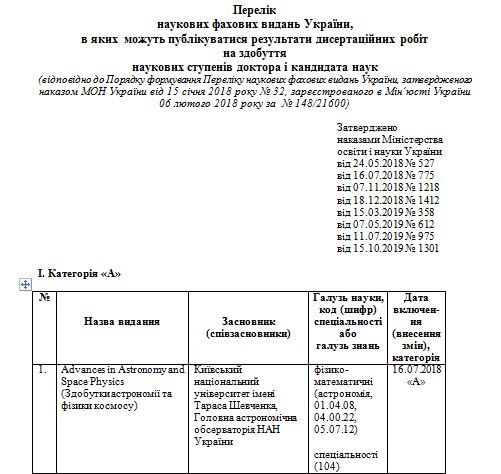 Перелік
наукових фахових видань України,
в яких можуть публікуватися результати дисертаційних робіт
на здобуття
наукових ступенів доктора і кандидата наук
(відповідно до Порядку формування Переліку наукових фахових видань України, затвердженого
наказом МОН України від 15 січня 2018 року № 32, зареєстрованого в Мін'юсті України
06 лютого 2018 року за № 148/21600)
Затверджено
наказами Міністерства
освіти і науки України
від 24.05.2018 № 527
від 16.07.2018 № 775
від 07.11.2018 № 1218
від 18.12.2018 № 1412
від 15.03.2019 № 358
від 07.05.2019 № 612
від 11.07.2019 № 975
від 15.10.2019 № 1301
І. Категорія «А»
№
Назва видання
Засновник
(співзасновники)
Галузь науки,
код (шифр)
спеціальності
або
галузь знань
Дата
включен-
ня
(внесення
змін),
категорія
1.
Advances in Astronomy and
Space Physics
(Здобутки астрономії та
фізики космосу)
Київський
національний
університет імені
Тараса Шевченка,
Головна астрономічна
обсерваторія НАН
України
фізико-
математичні
(астрономія,
01.04.08,
04.00.22,
05.07.12)
спеціальності
(104)
16.07.2018
«А»